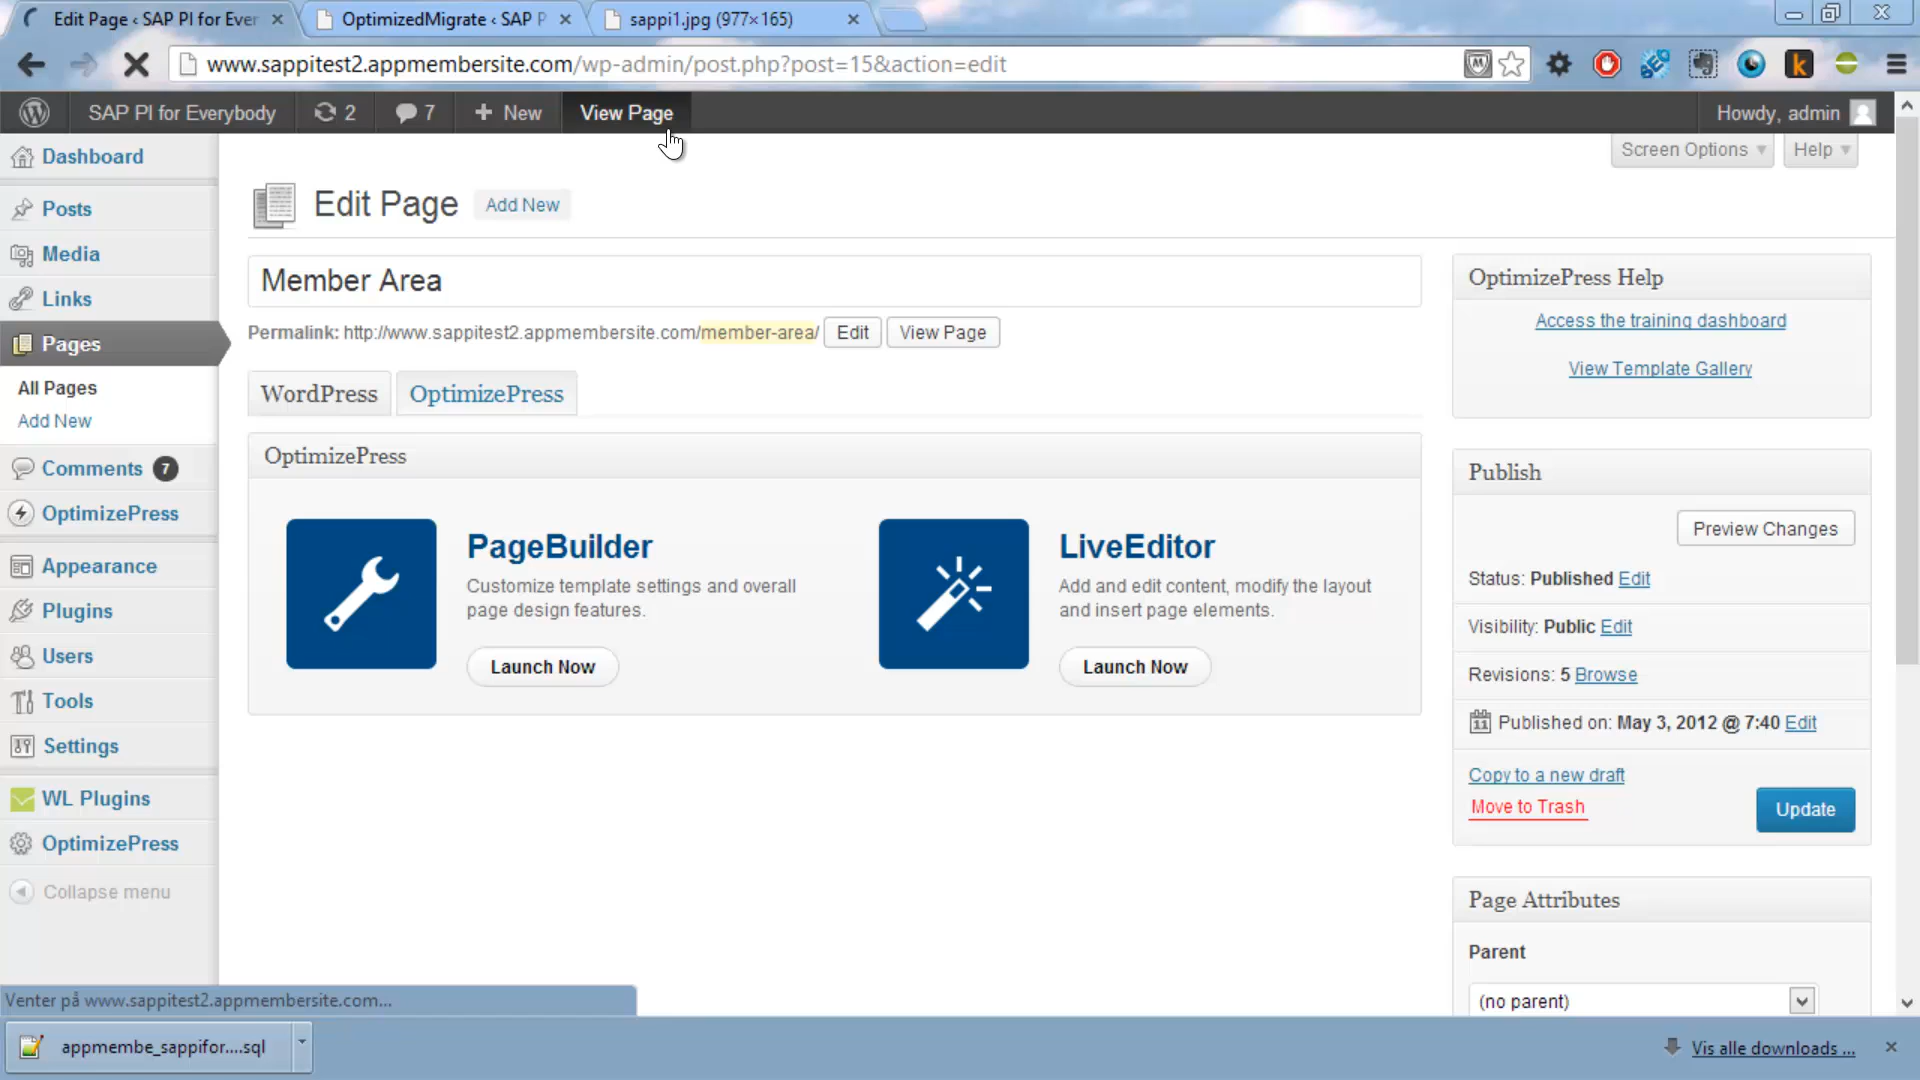 Edit Page ‹ SAP PI for Ever
OptimizedMigrate ‹ SAP P
sappi1.jpg (977×165)
www.sappitest2.appmembersite.com/wp-admin/post.php?post=15&action=edit
SAP PI for Everybody
2
7
+ New
View Page
Howdy, admin
Dashboard
Screen Options
Help
Posts
Media
Links
Pages
All Pages
Add New
Comments 7
OptimizePress
Appearance
Plugins
Users
Tools
Settings
WL Plugins
OptimizePress
Collapse menu
Edit Page
Add New
Member Area
Permalink: http://www.sappitest2.appmembersite.com/member-area/
Edit
View Page
WordPress
OptimizePress
OptimizePress
PageBuilder
Customize template settings and overall
page design features.
Launch Now
LiveEditor
Add and edit content, modify the layout
and insert page elements.
Launch Now
OptimizePress Help
Access the training dashboard
View Template Gallery
Publish
Preview Changes
Status: Published Edit
Visibility: Public Edit
Revisions: 5 Browse
11 Published on: May 3, 2012 @ 7:40 Edit
Copy to a new draft
Move to Trash
Update
Page Attributes
Parent
(no parent)
Venter på www.sappitest2.appmembersite.com...
appmembe_sappifor....sql
Vis alle downloads ...